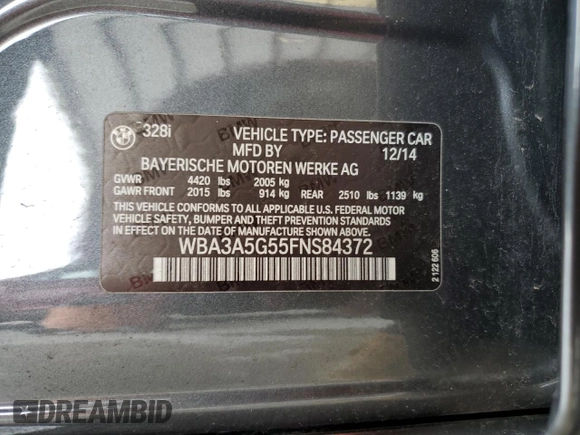 328i VEHICLE TYPE: PASSENGER CAR
MFD BY 12/14
BAYERISCHE MOTOREN WERKE AG
GVWR 4420 lbs 2005 kg
GAWR FRONT 2015 lbs 914 kg REAR 2510 lbs 1139 kg
THIS VEHICLE CONFORMS TO ALL APPLICABLE U.S. FEDERAL MOTOR
VEHICLE SAFETY, BUMPER AND THEFT PREVENTION STANDARDS
IN EFFECT ON THE DATE OF MANUFACTURE SHOWN ABOVE.
WBA3A5G55FNS84372
2 122 606
DREAMBID